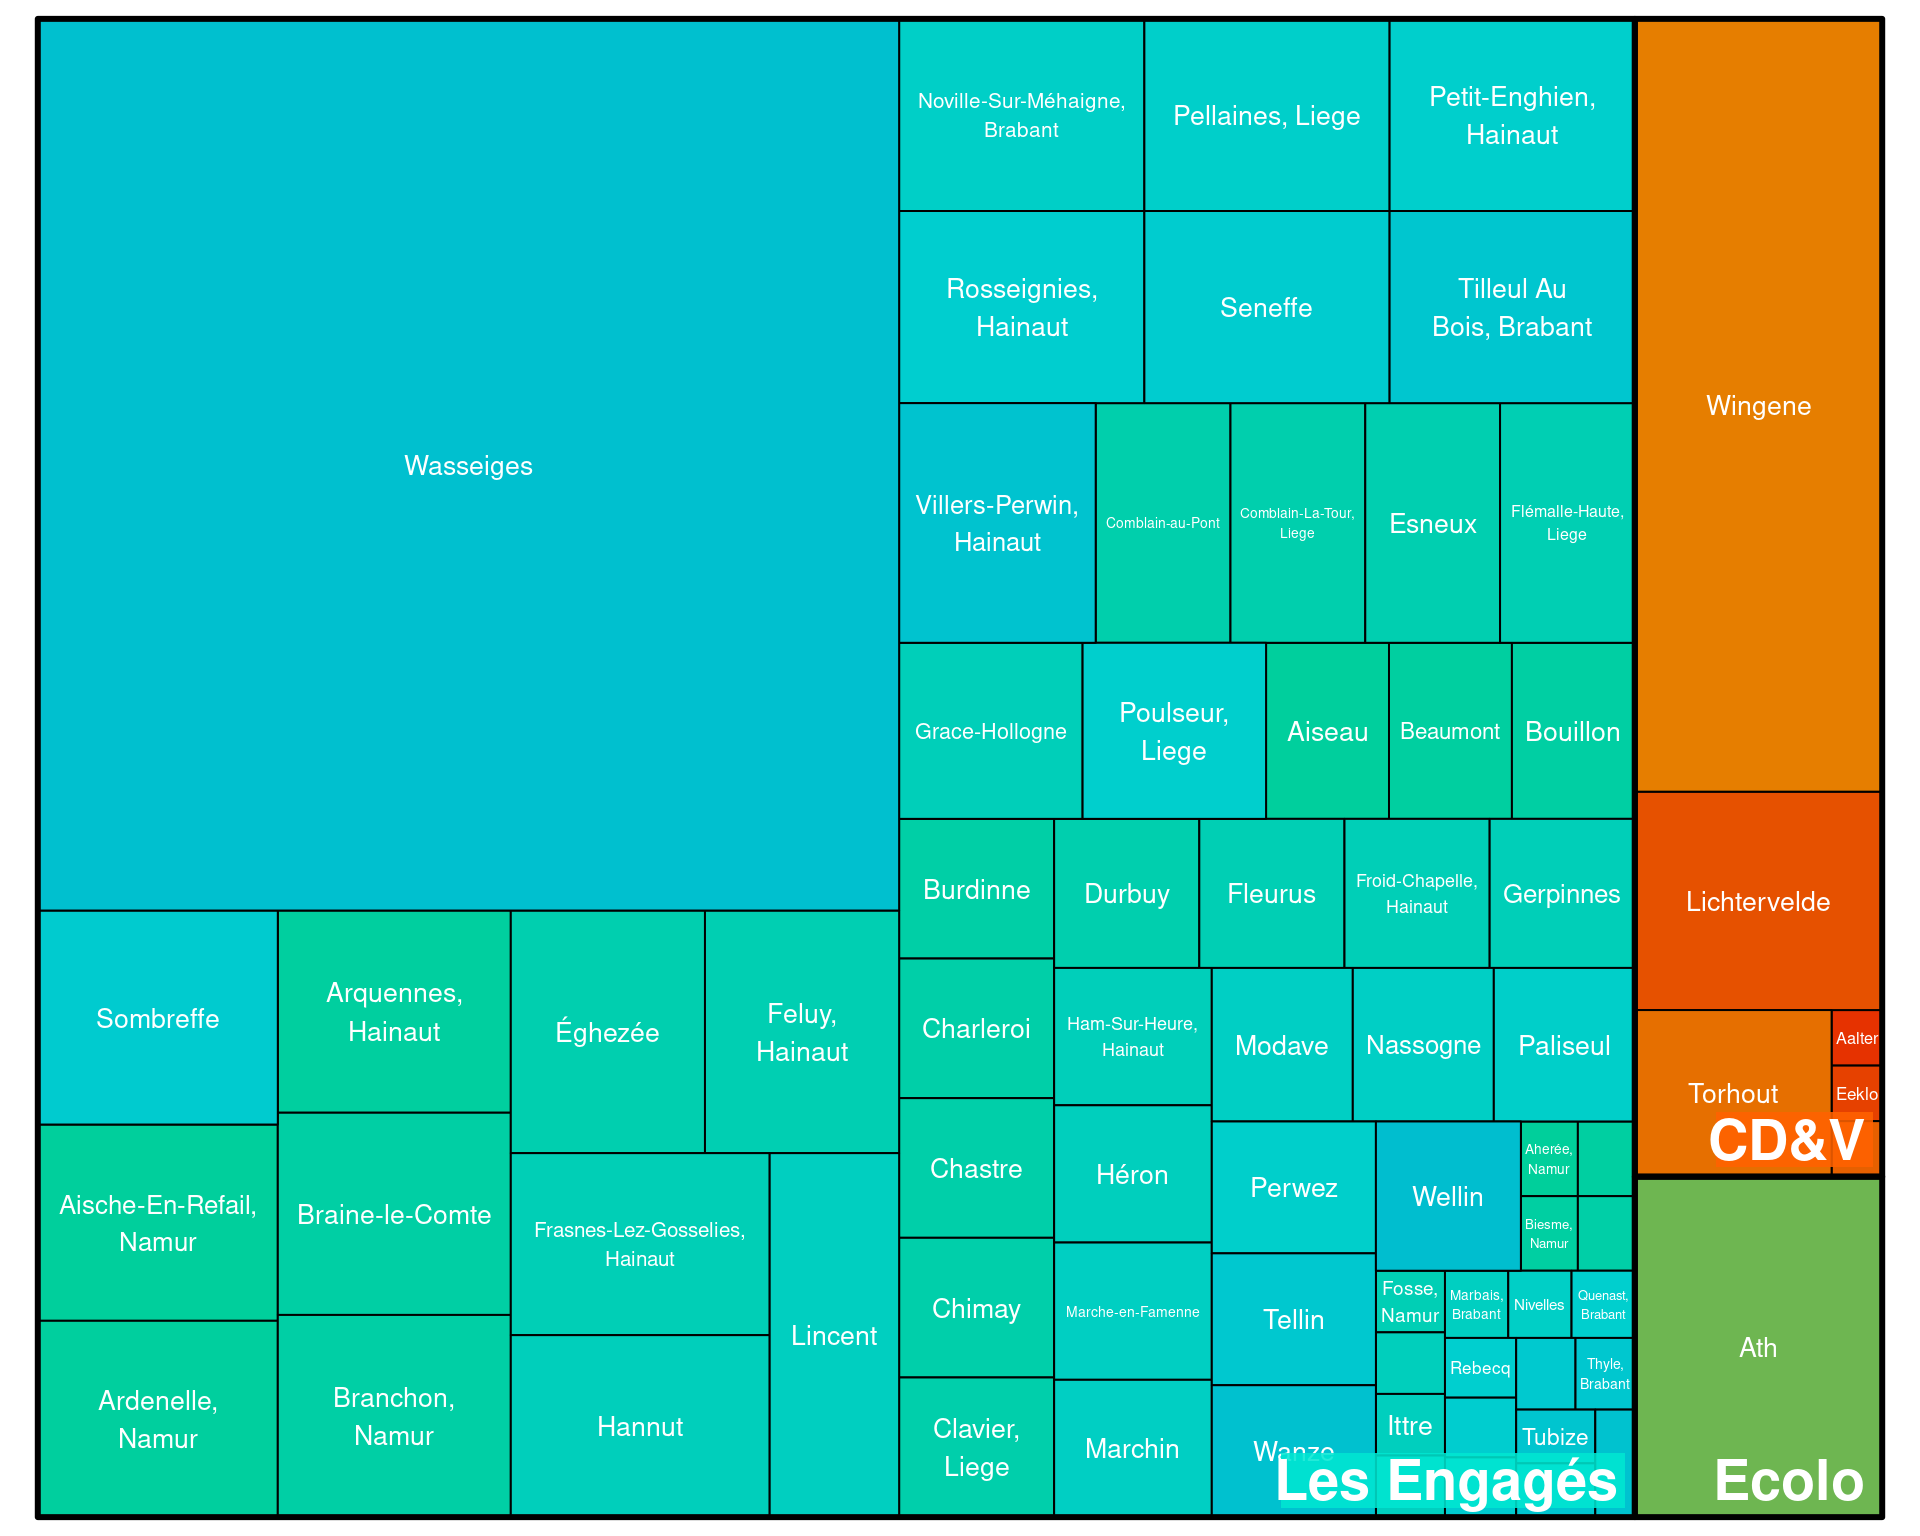 Wasseiges
Noville-Sur-Méhaigne,
Brabant
Pellaines, Liege
Petit-Enghien,
Hainaut
Rosseignies,
Hainaut
Seneffe
Tilleul Au
Bois, Brabant
Villers-Perwin,
Hainaut
Comblain-au-Pont
Comblain-La-Tour,
Liege
Esneux
Flémalle-Haute,
Liege
Grace-Hollogne
Poulseur,
Liege
Aiseau
Beaumont
Bouillon
Sombreffe
Aische-En-Refail,
Namur
Ardenelle,
Namur
Arquennes,
Hainaut
Braine-le-Comte
Branchon,
Namur
Éghezée
Feluy,
Hainaut
Frasnes-Lez-Gosselies,
Hainaut
Hannut
Lincent
Burdinne
Charleroi
Chastre
Chimay
Clavier,
Liege
Durbuy
Fleurus
Froid-Chapelle,
Hainaut
Gerpinnes
Ham-Sur-Heure,
Hainaut
Héron
Marche-en-Famenne
Marchin
Modave
Nassogne
Paliseul
Perwez
Tellin
Wanze
Wellin
Aherée,
Namur
Biesme,
Namur
Fosse,
Namur
Marbais,
Brabant
Nivelles
Quenast,
Brabant
Rebecq
Thyle,
Brabant
Ittre
Tubize
Les Engagés
Wingene
Lichtervelde
Torhout
Aalter
Eeklo
CD&V
Ath
Ecolo